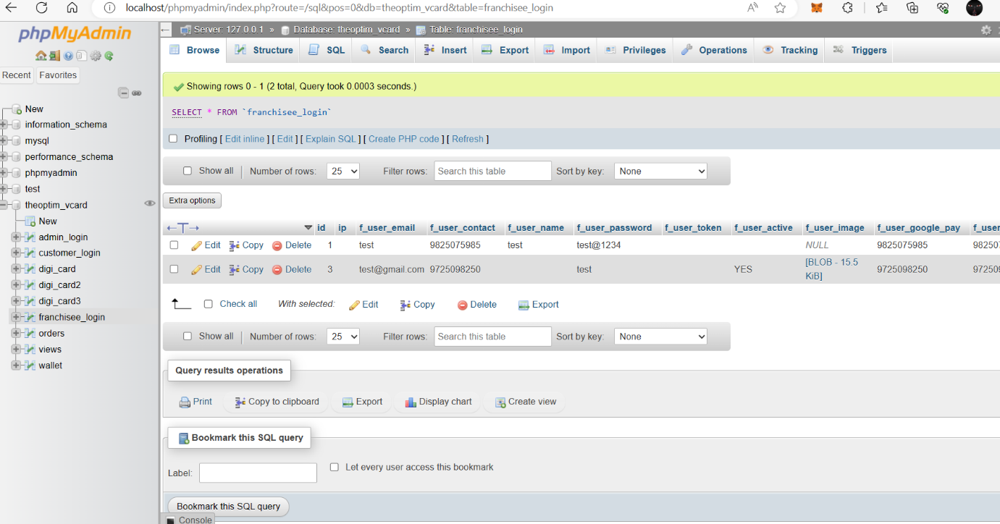 localhost/phpmyadmin/index.php?route=/sql&pos=0&db=theoptim_vcard&table=franchisee_login
phpMyAdmin
Recent Favorites
New
information_schema
mysql
performance_schema
phpmyadmin
test
theoptim_vcard
New
admin_login
customer_login
digi_card
digi_card2
digi_card3
franchisee_login
orders
views
wallet
Server: 127.0.0.1 » Database: theoptim_vcard » Table: franchisee_login
Browse Structure SQL Search Insert Export Import Privileges Operations Tracking Triggers
Showing rows 0 - 1 (2 total, Query took 0.0003 seconds.)
SELECT * FROM `franchisee_login`
Profiling [ Edit inline ] [ Edit ] [ Explain SQL ] [ Create PHP code ] [ Refresh ]
Show all Number of rows: 25 Filter rows: Search this table Sort by key: None
Extra options
id ip f_user_email f_user_contact f_user_name f_user_password f_user_token f_user_active f_user_image f_user_google_pay f_user
Edit Copy Delete 1 test 9825075985 test test@1234 NULL 9825075985 98250
Edit Copy Delete 3 test@gmail.com 9725098250 test YES [BLOB - 15.5 KiB] 9725098250 97250
Check all With selected: Edit Copy Delete Export
Show all Number of rows: 25 Filter rows: Search this table Sort by key: None
Query results operations
Print Copy to clipboard Export Display chart Create view
Bookmark this SQL query
Label: Let every user access this bookmark
Bookmark this SQL query
Console